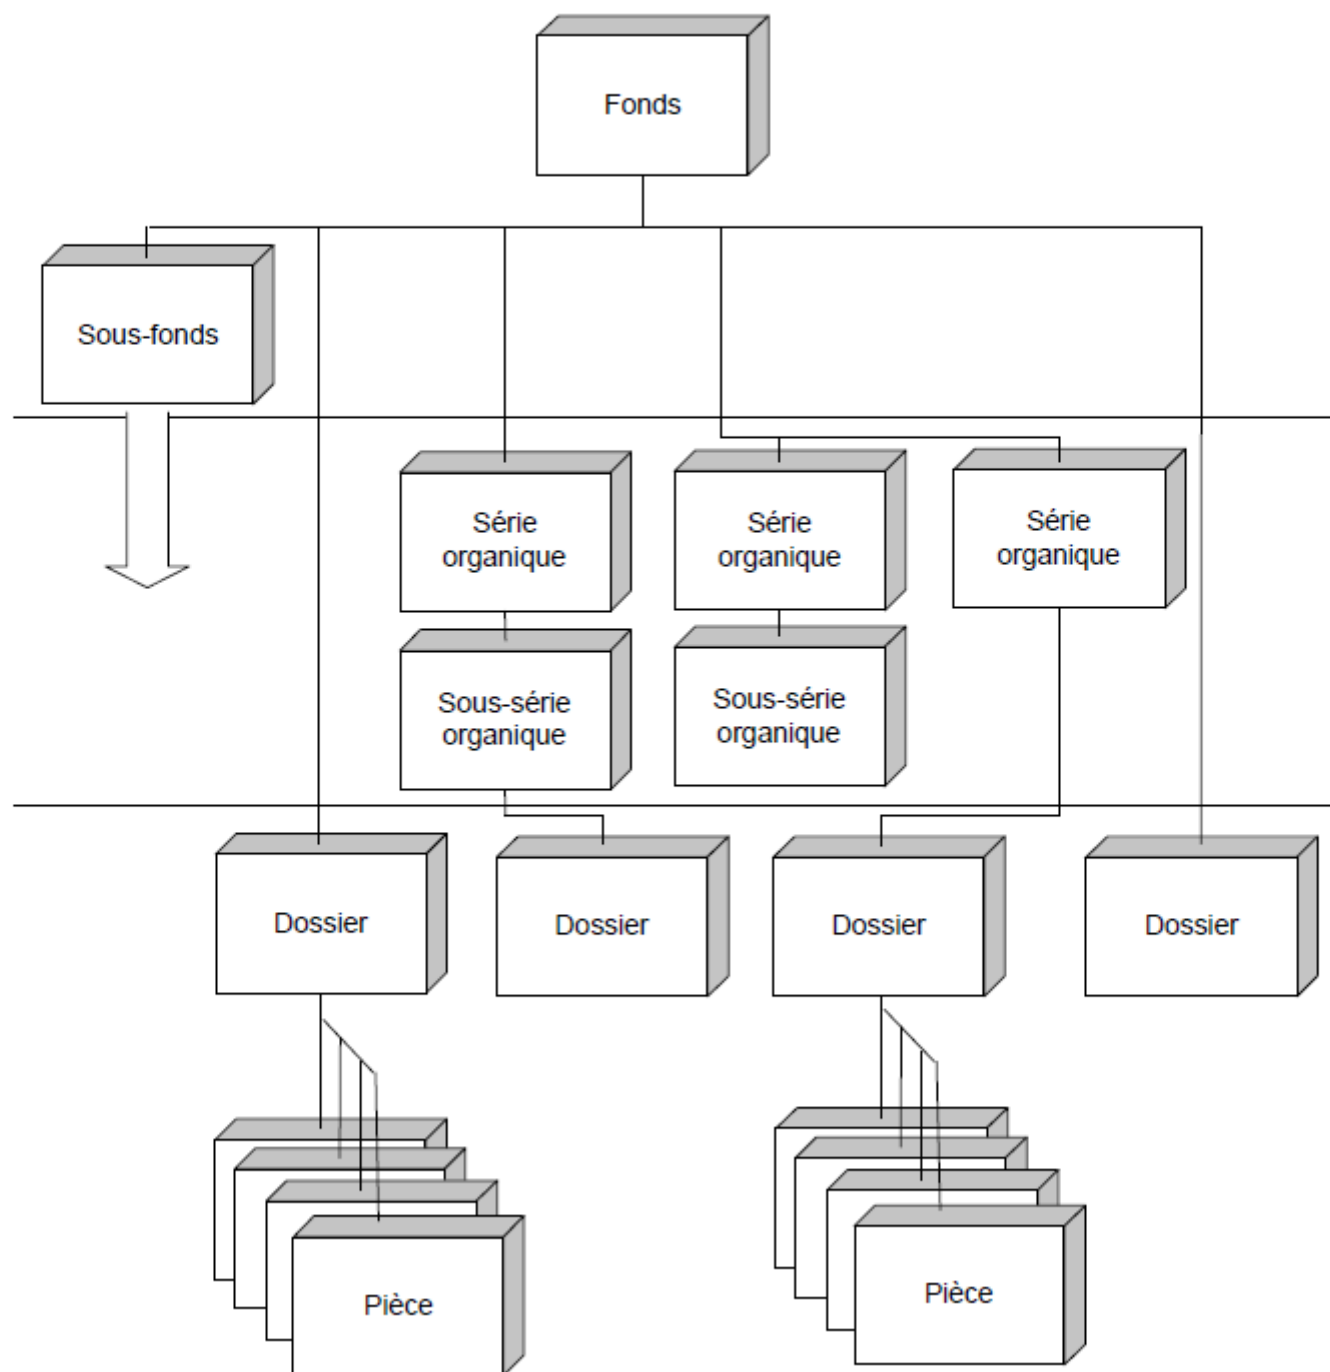 Fonds
Sous-fonds
Série
organique
Série
organique
Série
organique
Sous-série
organique
Sous-série
organique
Dossier
Dossier
Dossier
Dossier
Pièce
Pièce